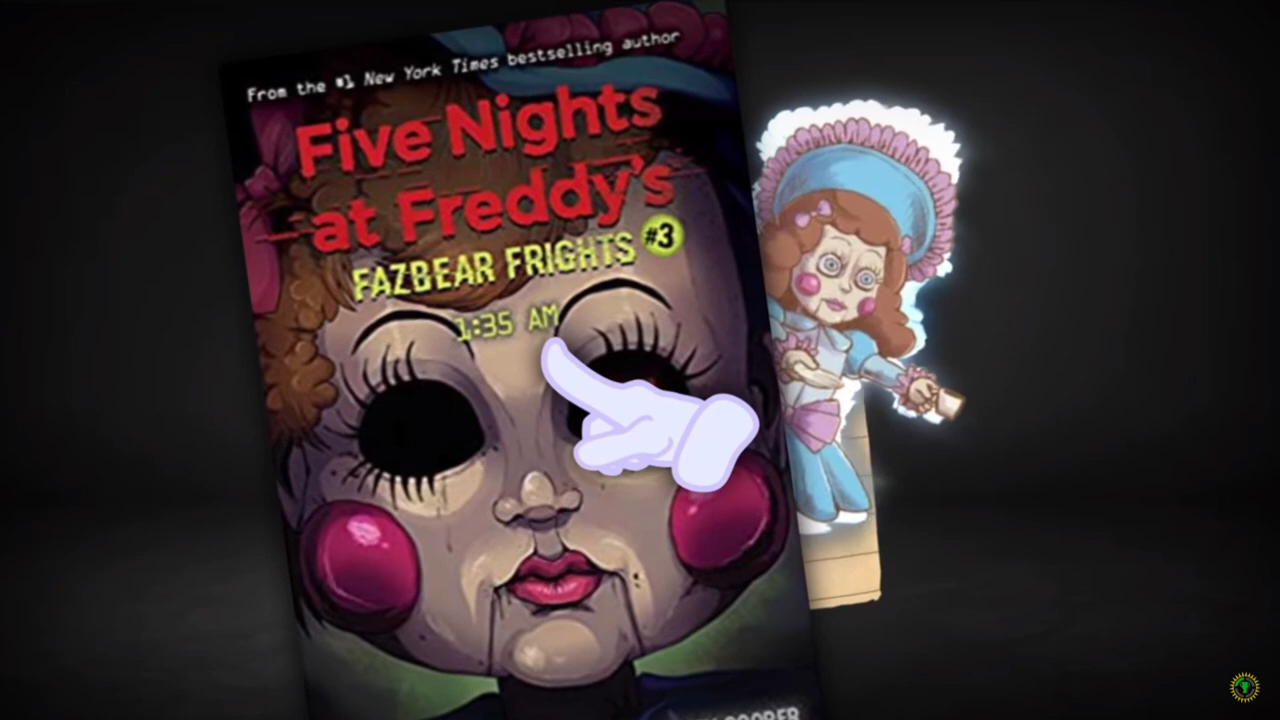 From the #1 New York Times bestselling author
Five Nights
at Freddy's
FAZBEAR FRIGHTS #3
1:35 AM